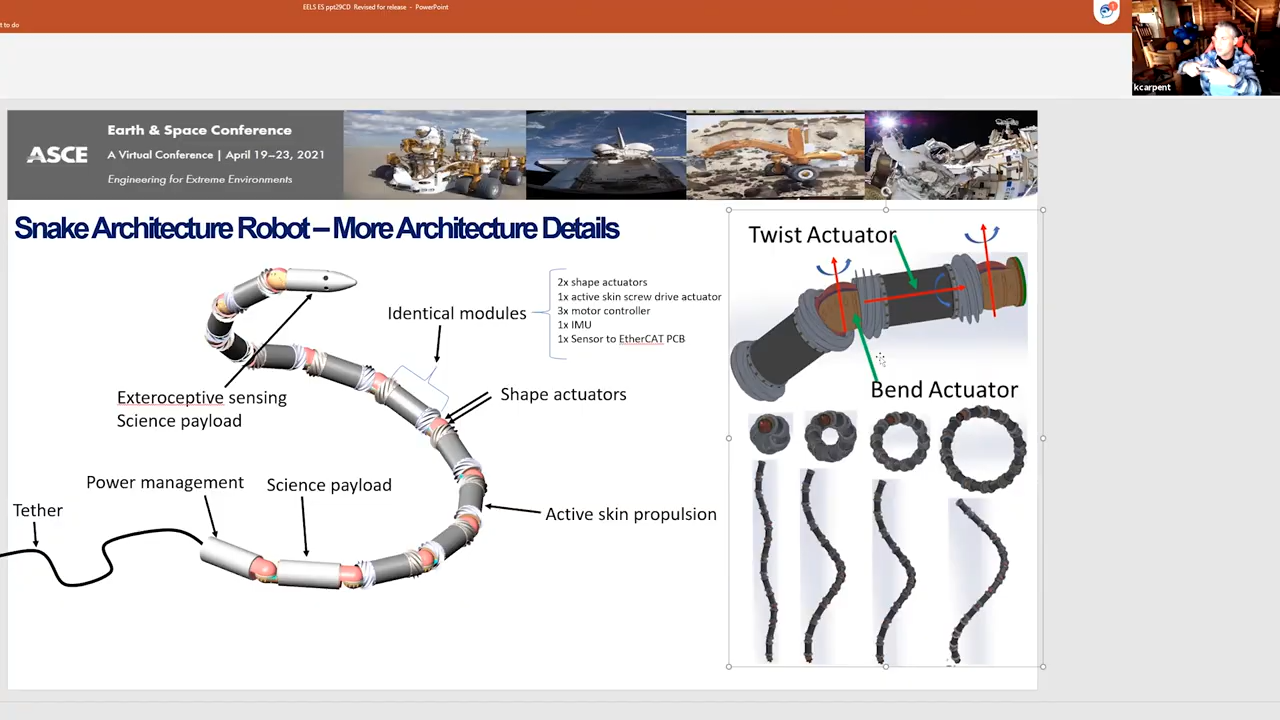 EELS ES ppt29CD Revised for release - PowerPoint
t to do
kcarpent
ASCE
Earth & Space Conference
A Virtual Conference | April 19–23, 2021
Engineering for Extreme Environments
Snake Architecture Robot – More Architecture Details
Identical modules
2x shape actuators
1x active skin screw drive actuator
3x motor controller
1x IMU
1x Sensor to EtherCAT PCB
Exteroceptive sensing
Science payload
Shape actuators
Power management
Science payload
Tether
Active skin propulsion
Twist Actuator
Bend Actuator